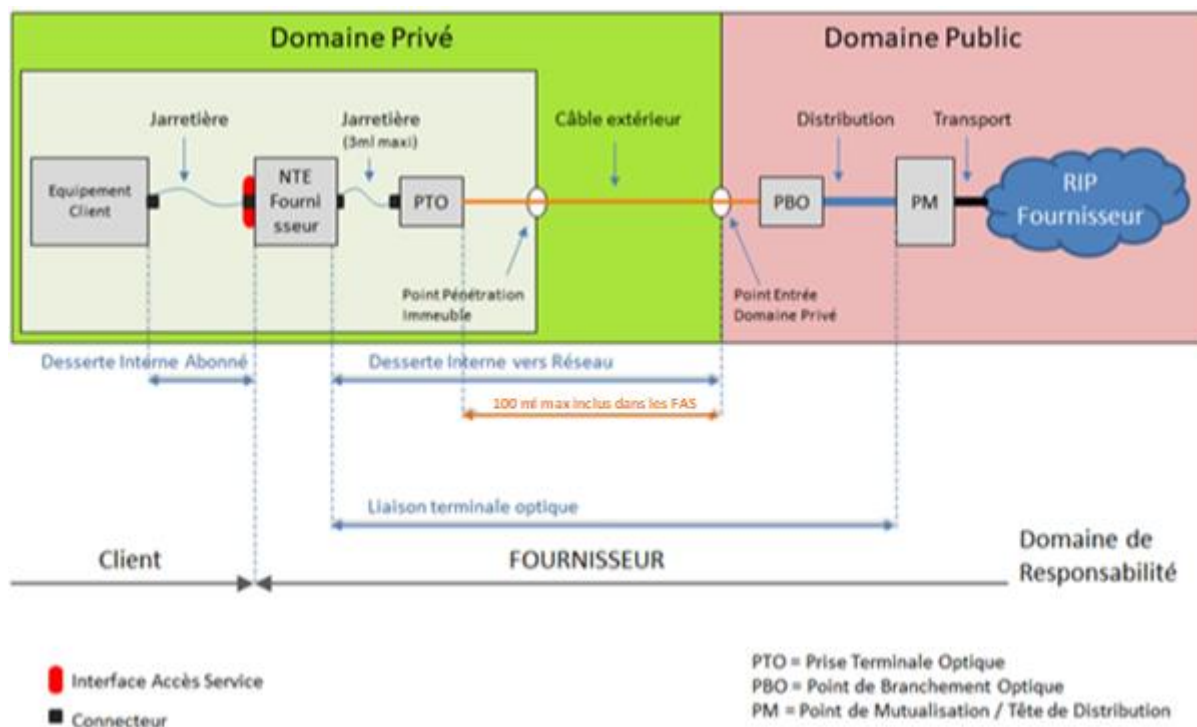 Domaine Privé
Domaine Public
Jarretière
Jarretière
(3ml maxi)
Câble extérieur
Distribution
Transport
Equipement
Client
NTE
Fourni
sseur
PTO
PBO
PM
RIP
Fournisseur
Point Pénétration
Immeuble
Point Entrée
Domaine Privé
Desserte Interne Abonné
Desserte Interne vers Réseau
100 ml max inclus dans les FAS
Liaison terminale optique
Client
FOURNISSEUR
Domaine de
Responsabilité
Interface Accès Service
Connecteur
PTO = Prise Terminale Optique
PBO = Point de Branchement Optique
PM = Point de Mutualisation / Tête de Distribution